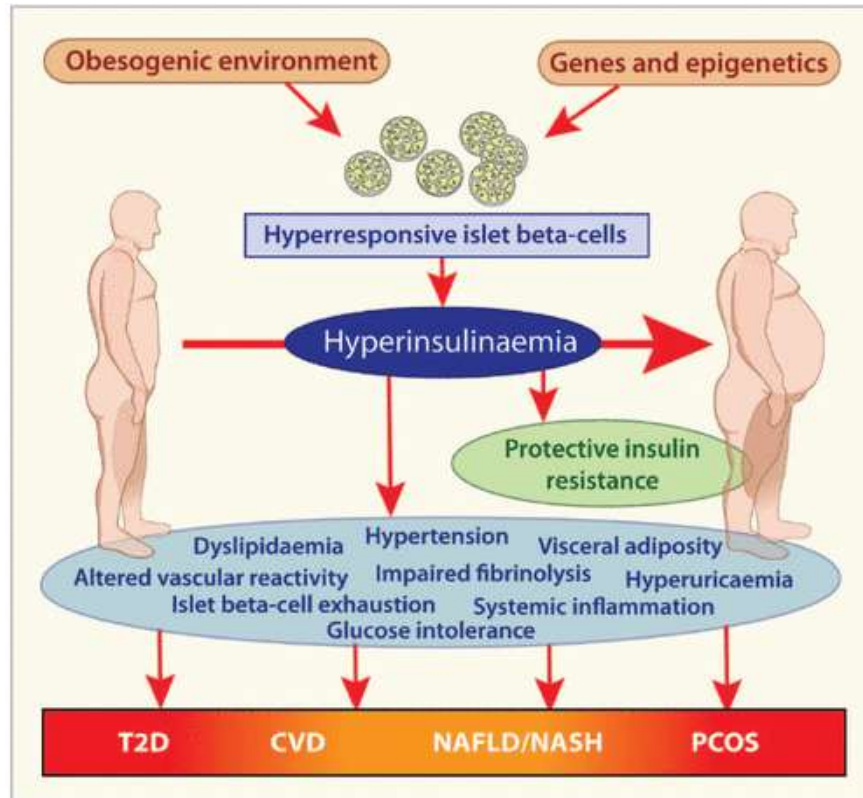 Obesogenic environment
Genes and epigenetics
Hyperresponsive islet beta-cells
Hyperinsulinaemia
Protective insulin
resistance
Dyslipidaemia
Hypertension
Visceral adiposity
Altered vascular reactivity
Impaired fibrinolysis
Hyperuricaemia
Islet beta-cell exhaustion
Systemic inflammation
Glucose intolerance
T2D
CVD
NAFLD/NASH
PCOS